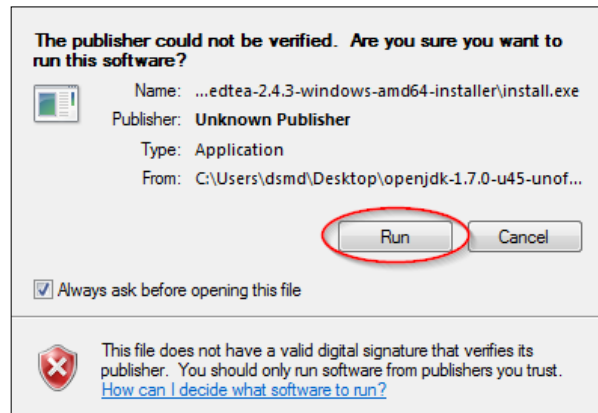 The publisher could not be verified.  Are you sure you want to
run this software?
Name: ...edtea-2.4.3-windows-amd64-installer\install.exe
Publisher: Unknown Publisher
Type: Application
From: C:\Users\dsmd\Desktop\openjdk-1.7.0-u45-unof...
Run Cancel
Always ask before opening this file
This file does not have a valid digital signature that verifies its
publisher.  You should only run software from publishers you trust.
How can I decide what software to run?